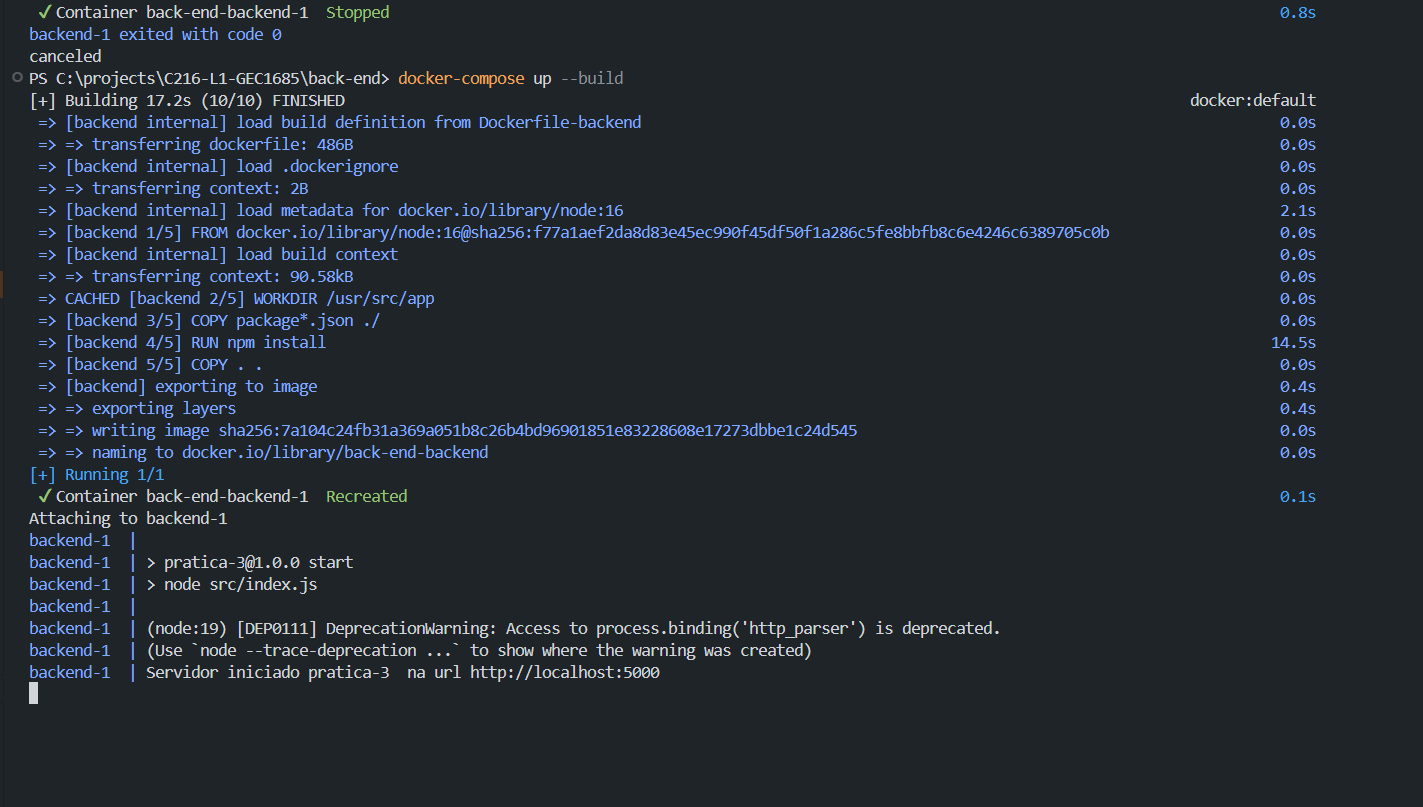 ✔ Container back-end-backend-1  Stopped 0.8s
backend-1 exited with code 0
canceled
PS C:\projects\C216-L1-GEC1685\back-end> docker-compose up --build
[+] Building 17.2s (10/10) FINISHED docker:default
=> [backend internal] load build definition from Dockerfile-backend 0.0s
=> => transferring dockerfile: 486B 0.0s
=> [backend internal] load .dockerignore 0.0s
=> => transferring context: 2B 0.0s
=> [backend internal] load metadata for docker.io/library/node:16 2.1s
=> [backend 1/5] FROM docker.io/library/node:16@sha256:f77a1aef2da8d83e45ec990f45df50f1a286c5fe8bbfb8c6e4246c6389705c0b 0.0s
=> [backend internal] load build context 0.0s
=> => transferring context: 90.58kB 0.0s
=> CACHED [backend 2/5] WORKDIR /usr/src/app 0.0s
=> [backend 3/5] COPY package*.json ./ 0.0s
=> [backend 4/5] RUN npm install 14.5s
=> [backend 5/5] COPY . . 0.0s
=> [backend] exporting to image 0.4s
=> => exporting layers 0.4s
=> => writing image sha256:7a104c24fb31a369a051b8c26b4bd96901851e83228608e17273dbbe1c24d545 0.0s
=> => naming to docker.io/library/back-end-backend 0.0s
[+] Running 1/1
✔ Container back-end-backend-1  Recreated 0.1s
Attaching to backend-1
backend-1  |
backend-1  | > pratica-3@1.0.0 start
backend-1  | > node src/index.js
backend-1  |
backend-1  | (node:19) [DEP0111] DeprecationWarning: Access to process.binding('http_parser') is deprecated.
backend-1  | (Use `node --trace-deprecation ...` to show where the warning was created)
backend-1  | Servidor iniciado pratica-3  na url http://localhost:5000